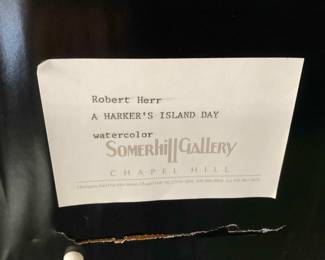 Robert Herr
A HARKER'S ISLAND DAY
watercolor
SOMERHILL GALLERY
CHAPEL HILL